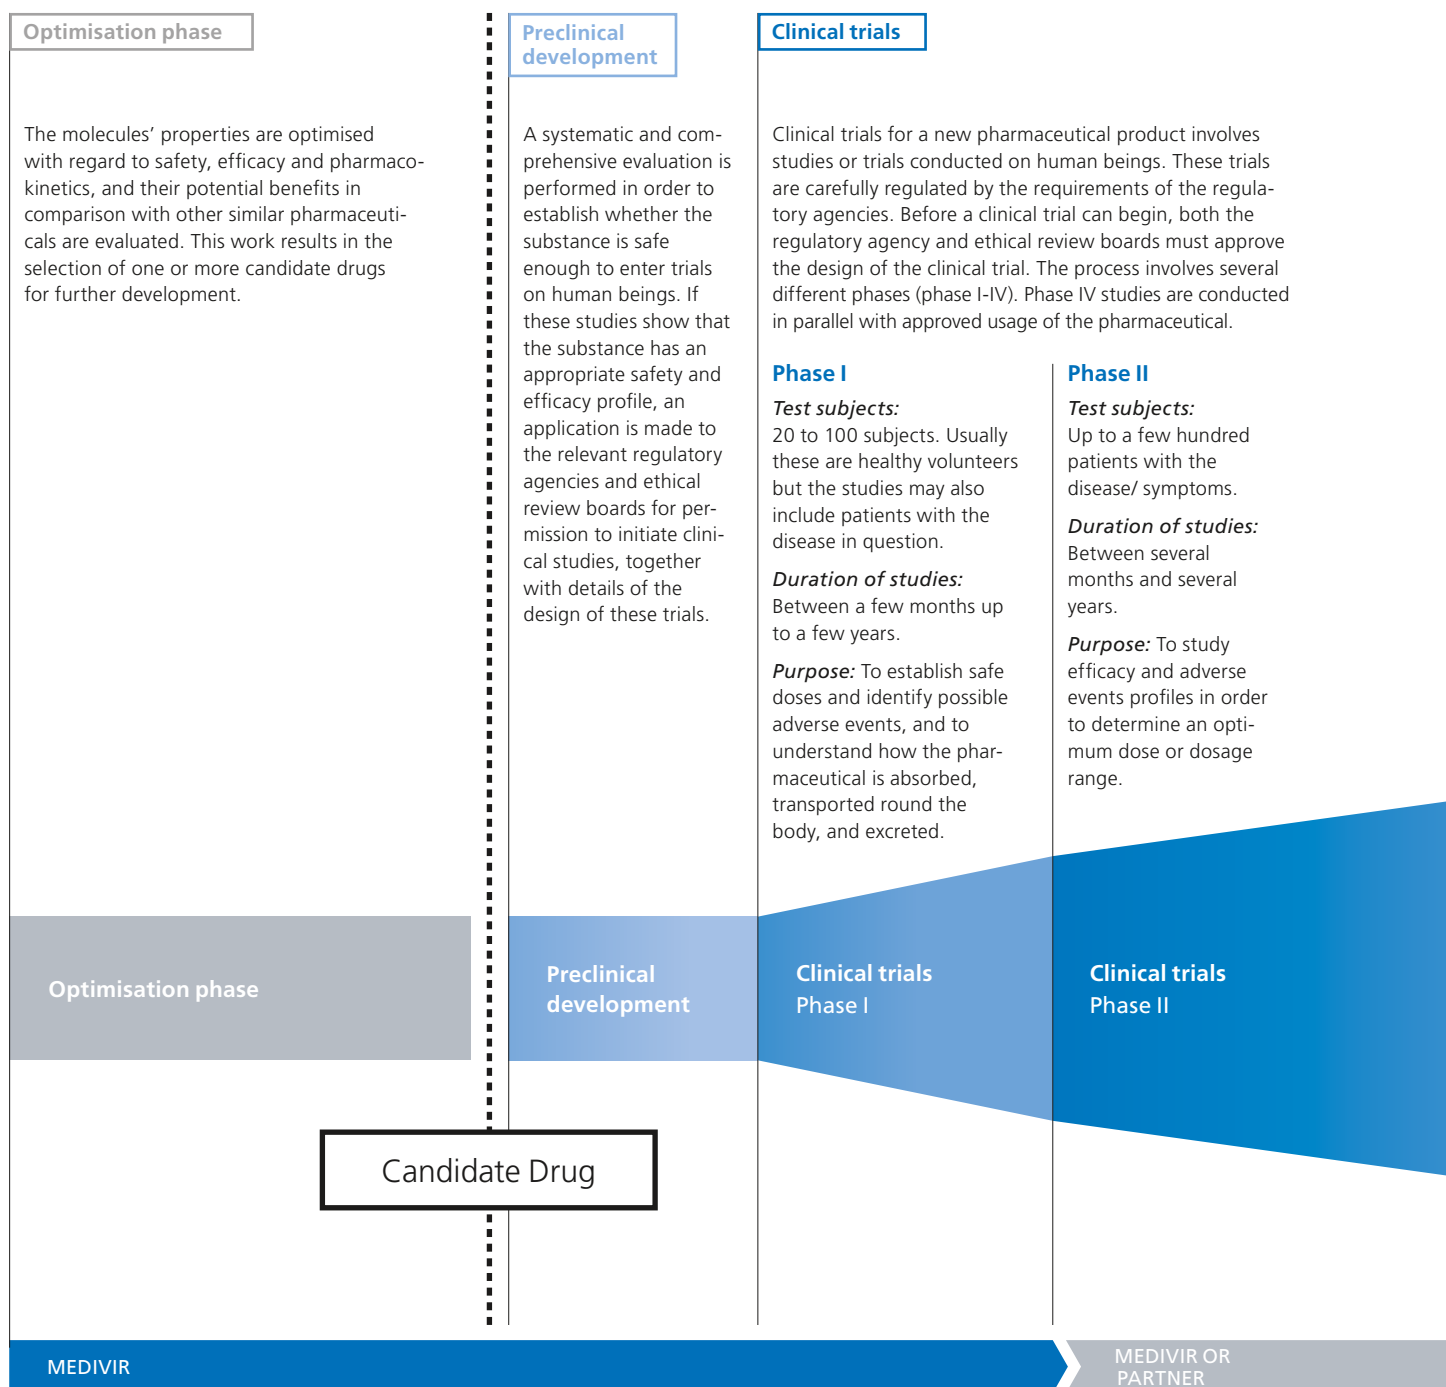 Optimisation phase
The molecules’ properties are optimised
with regard to safety, efficacy and pharmaco-
kinetics, and their potential benefits in
comparison with other similar pharmaceuti-
cals are evaluated. This work results in the
selection of one or more candidate drugs
for further development.
Preclinical
development
A systematic and com-
prehensive evaluation is
performed in order to
establish whether the
substance is safe
enough to enter trials
on human beings. If
these studies show that
the substance has an
appropriate safety and
efficacy profile, an
application is made to
the relevant regulatory
agencies and ethical
review boards for per-
mission to initiate clini-
cal studies, together
with details of the
design of these trials.
Clinical trials
Clinical trials for a new pharmaceutical product involves
studies or trials conducted on human beings. These trials
are carefully regulated by the requirements of the regula-
tory agencies. Before a clinical trial can begin, both the
regulatory agency and ethical review boards must approve
the design of the clinical trial. The process involves several
different phases (phase I-IV). Phase IV studies are conducted
in parallel with approved usage of the pharmaceutical.
Phase I
Test subjects:
20 to 100 subjects. Usually
these are healthy volunteers
but the studies may also
include patients with the
disease in question.
Duration of studies:
Between a few months up
to a few years.
Purpose: To establish safe
doses and identify possible
adverse events, and to
understand how the phar-
maceutical is absorbed,
transported round the
body, and excreted.
Phase II
Test subjects:
Up to a few hundred
patients with the
disease/ symptoms.
Duration of studies:
Between several
months and several
years.
Purpose: To study
efficacy and adverse
events profiles in order
to determine an opti-
mum dose or dosage
range.
Optimisation phase
Preclinical
development
Clinical trials
Phase I
Clinical trials
Phase II
Candidate Drug
MEDIVIR
MEDIVIR OR
PARTNER